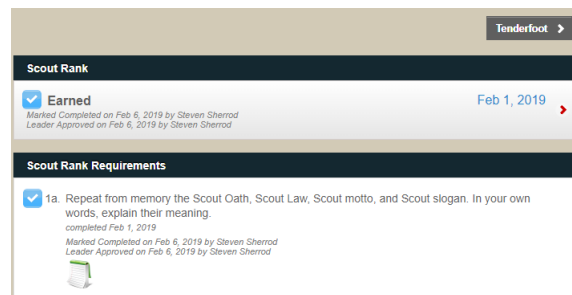 Tenderfoot
Scout Rank
Earned
Feb 1, 2019
Marked Completed on Feb 6, 2019 by Steven Sherrod
Leader Approved on Feb 6, 2019 by Steven Sherrod
Scout Rank Requirements
1a. Repeat from memory the Scout Oath, Scout Law, Scout motto, and Scout slogan. In your own
words, explain their meaning.
completed Feb 1, 2019
Marked Completed on Feb 6, 2019 by Steven Sherrod
Leader Approved on Feb 6, 2019 by Steven Sherrod